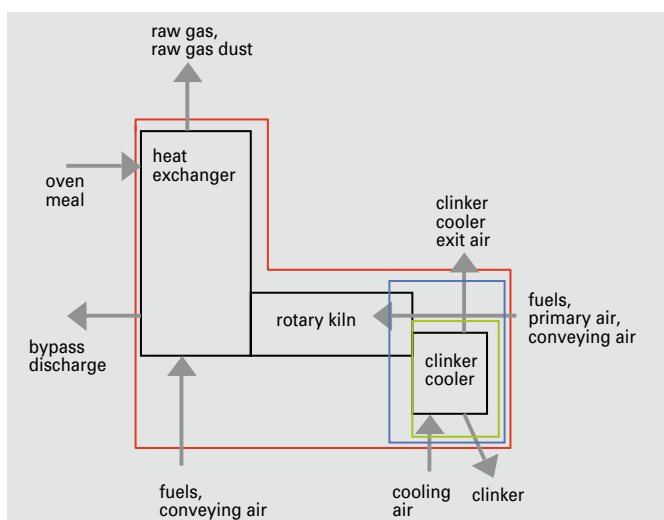 raw gas,
raw gas dust
heat
exchanger
oven
meal
clinker
cooler
exit air
bypass
discharge
rotary kiln
fuels,
primary air,
conveying air
clinker
cooler
fuels,
conveying air
cooling
air
clinker